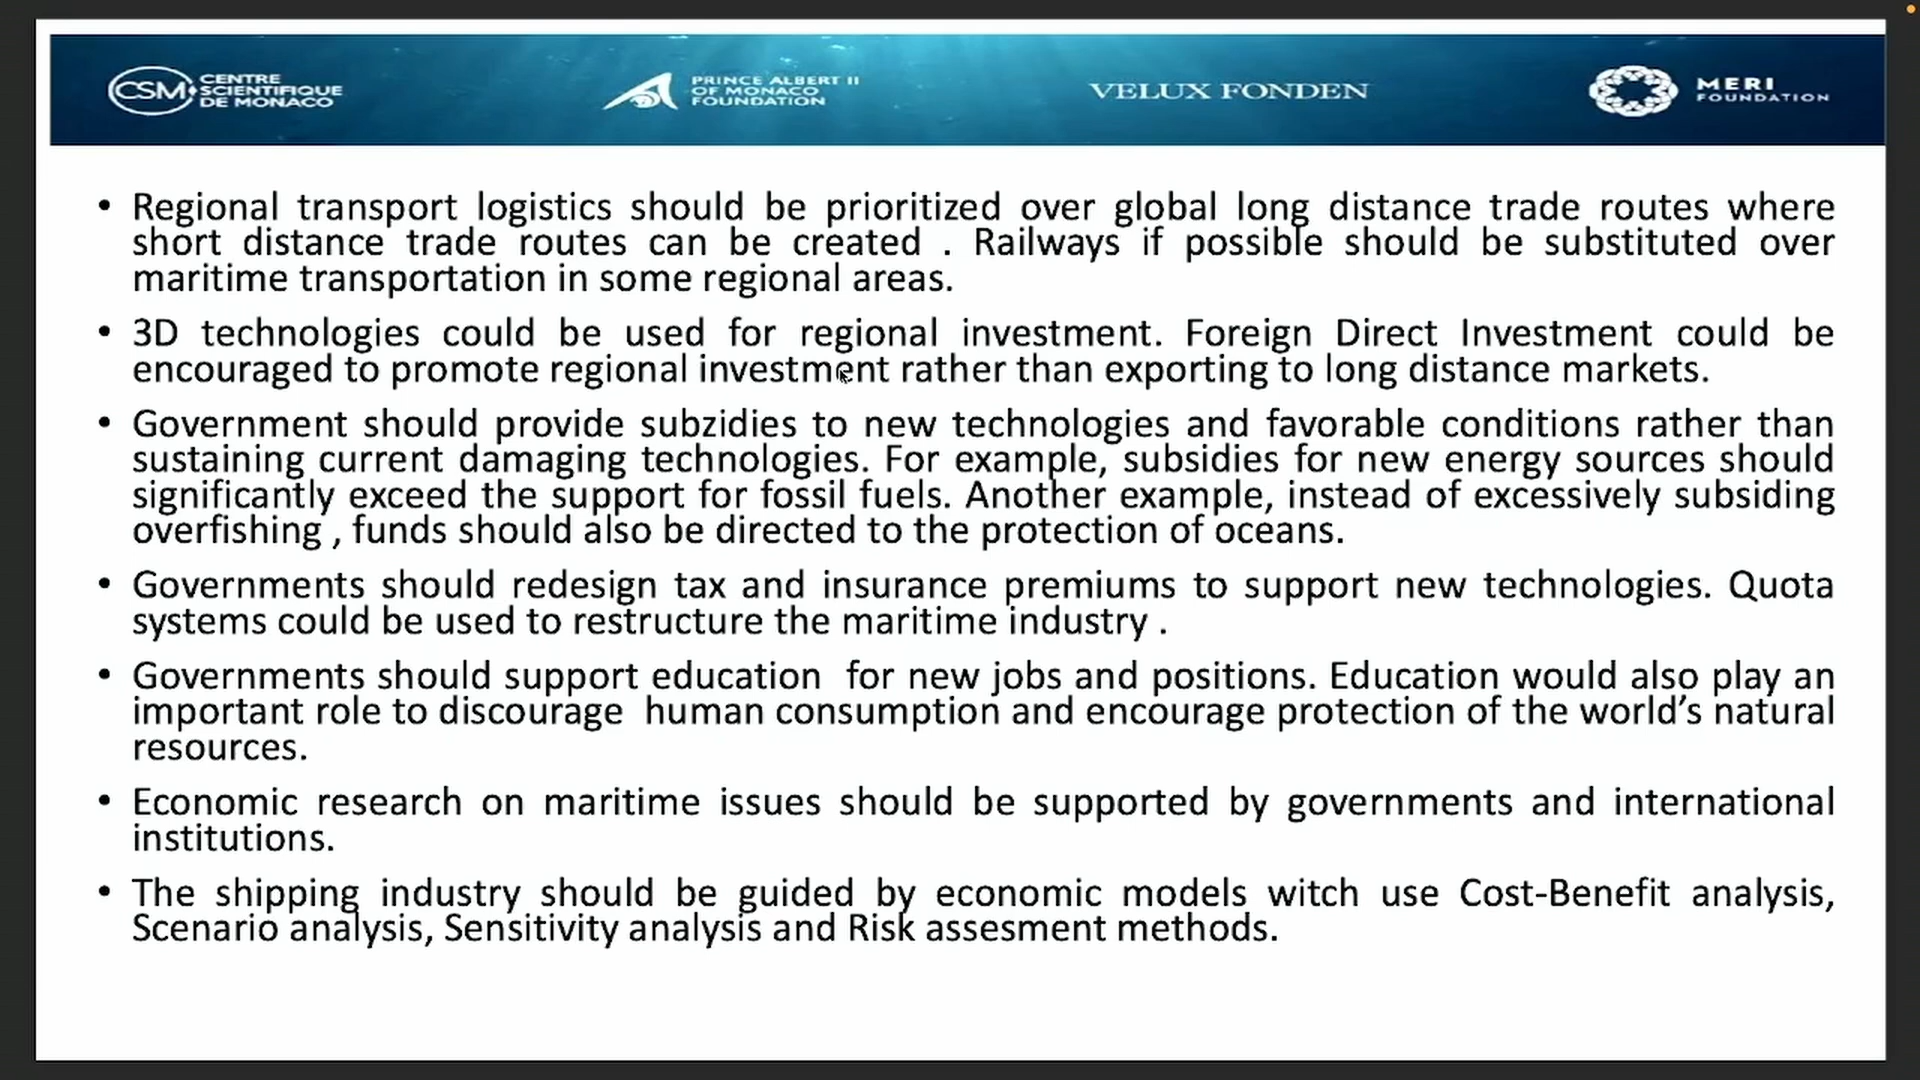 CSM CENTRE
SCIENTIFIQUE
DE MONACO
PRINCE ALBERT II
OF MONACO
FOUNDATION
VELUX FONDEN
MERI
FOUNDATION
• Regional transport logistics should be prioritized over global long distance trade routes where
short distance trade routes can be created . Railways if possible should be substituted over
maritime transportation in some regional areas.
• 3D technologies could be used for regional investment. Foreign Direct Investment could be
encouraged to promote regional investment rather than exporting to long distance markets.
• Government should provide subzidies to new technologies and favorable conditions rather than
sustaining current damaging technologies. For example, subsidies for new energy sources should
significantly exceed the support for fossil fuels. Another example, instead of excessively subsiding
overfishing , funds should also be directed to the protection of oceans.
• Governments should redesign tax and insurance premiums to support new technologies. Quota
systems could be used to restructure the maritime industry .
• Governments should support education  for new jobs and positions. Education would also play an
important role to discourage  human consumption and encourage protection of the world’s natural
resources.
• Economic research on maritime issues should be supported by governments and international
institutions.
• The shipping industry should be guided by economic models witch use Cost-Benefit analysis,
Scenario analysis, Sensitivity analysis and Risk assesment methods.